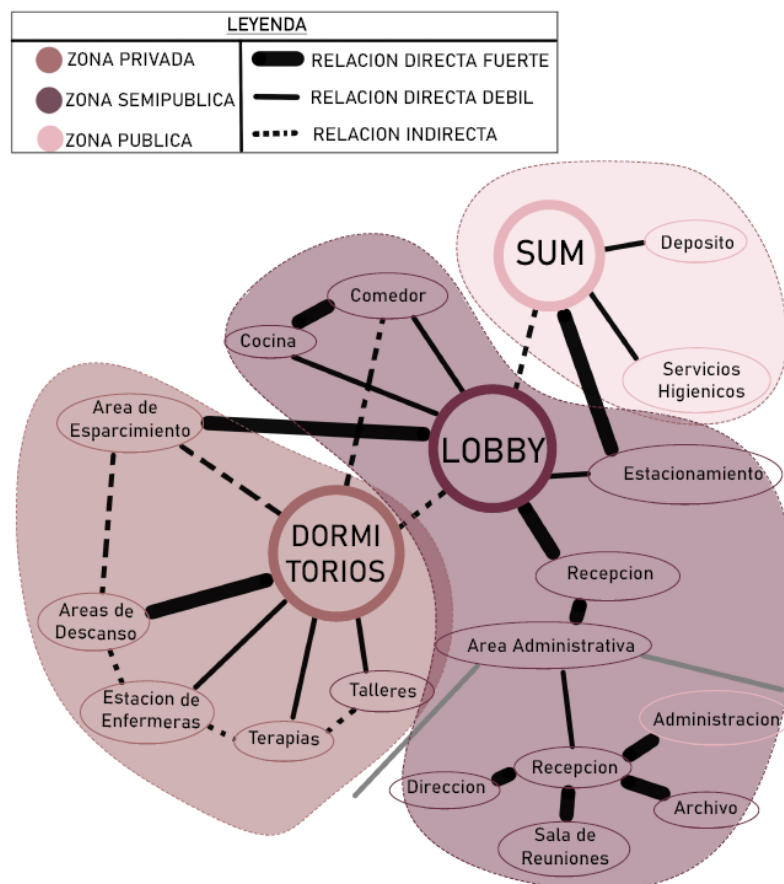 LEYENDA
ZONA PRIVADA
RELACION DIRECTA FUERTE
ZONA SEMIPUBLICA
RELACION DIRECTA DEBIL
ZONA PUBLICA
RELACION INDIRECTA
SUM
Deposito
Comedor
Cocina
Servicios
Higienicos
Area de
Esparcimiento
LOBBY
Estacionamiento
DORMI
TORIOS
Recepcion
Areas de
Descanso
Area Administrativa
Talleres
Estacion de
Enfermeras
Terapias
Administracion
Recepcion
Direccion
Archivo
Sala de
Reuniones